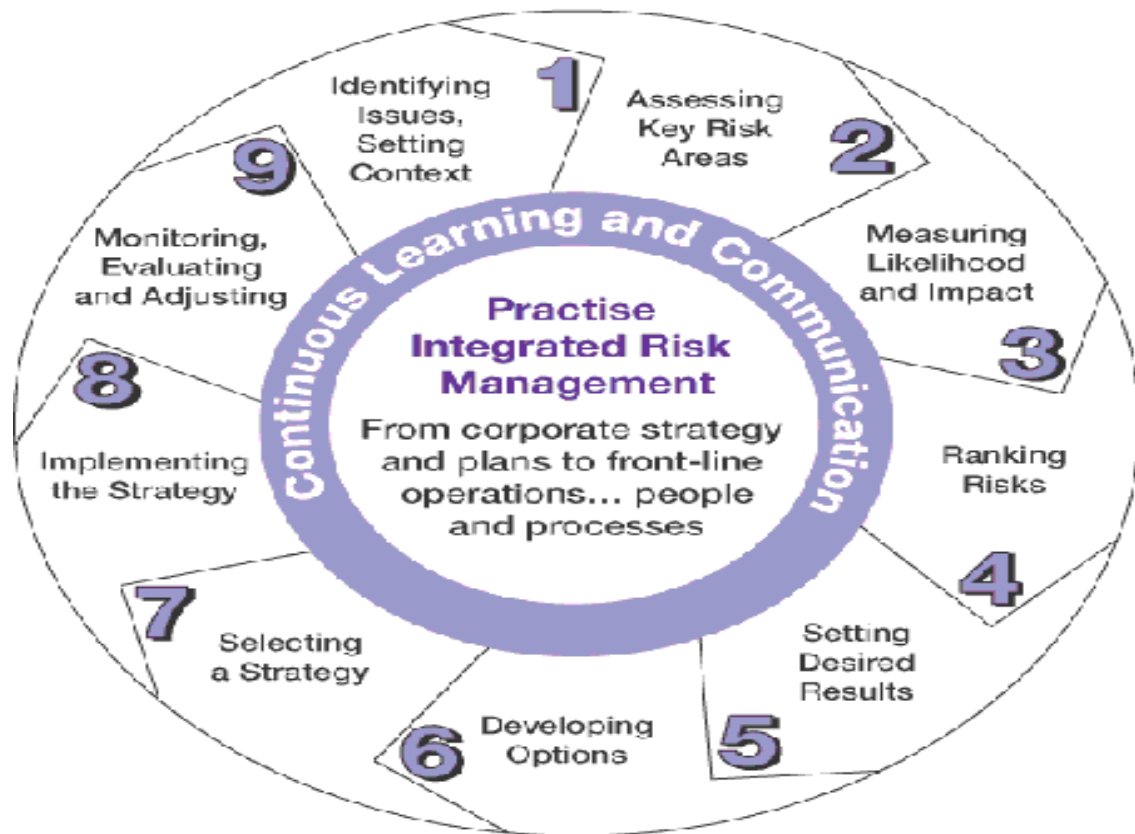 1
Identifying
Issues,
Setting
Context
2
Assessing
Key Risk
Areas
3
Measuring
Likelihood
and Impact
4
Ranking
Risks
5
Setting
Desired
Results
6
Developing
Options
7
Selecting
a Strategy
8
Implementing
the Strategy
9
Monitoring,
Evaluating
and Adjusting
Continuous Learning and Communication
Practise
Integrated Risk
Management
From corporate strategy
and plans to front-line
operations... people
and processes